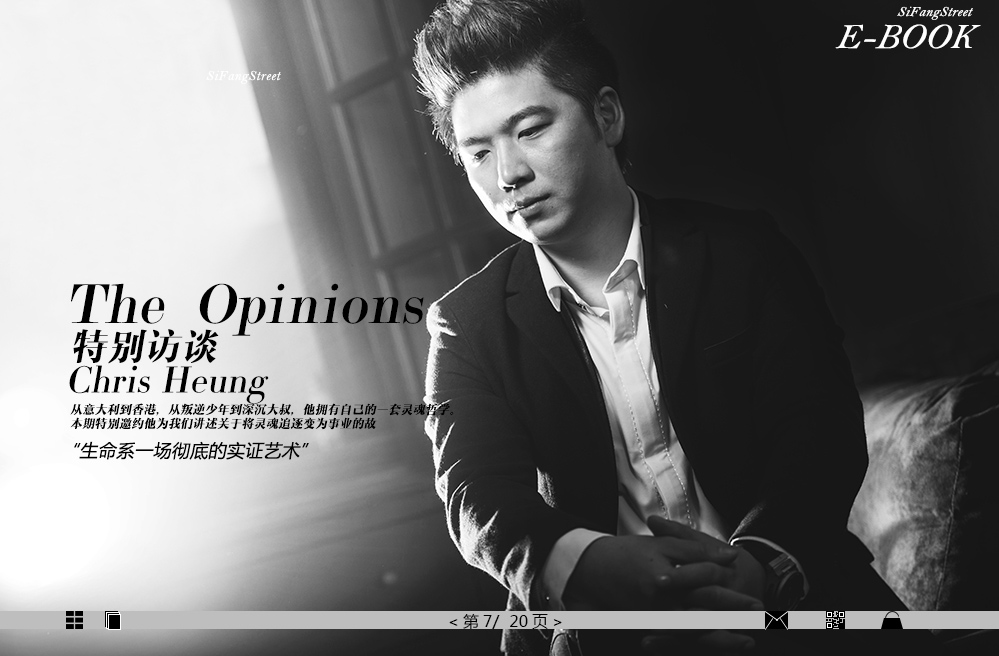 SiFangStreet
E-BOOK
SiFangStreet
The Opinions
特别访谈
Chris Heung
从意大利到香港，从叛逆少年到深沉大叔，他拥有自己的一套灵魂哲学。
本期特别邀约他为我们讲述关于将灵魂追逐变为事业的故
“生命系一场彻底的实证艺术”
< 第 7/ 20 页 >